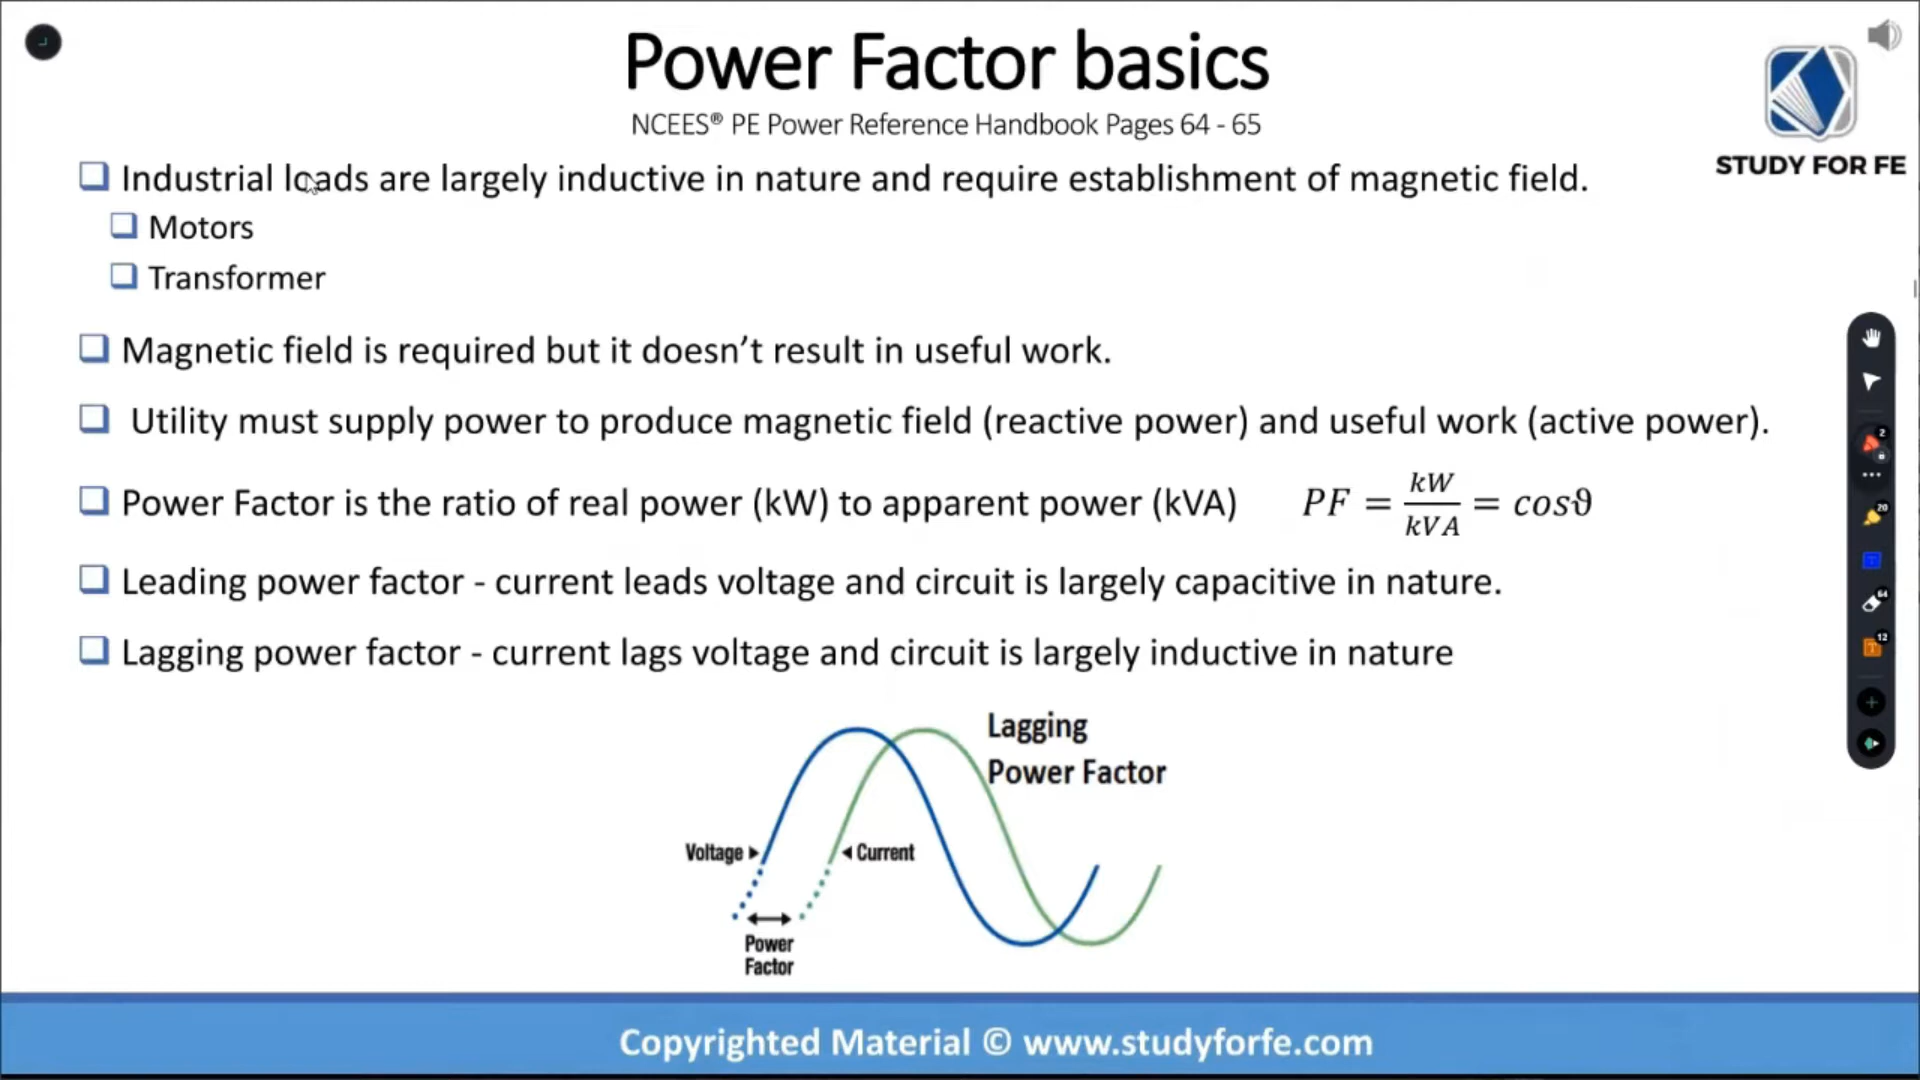 Power Factor basics
NCEES® PE Power Reference Handbook Pages 64 - 65
STUDY FOR FE
Industrial loads are largely inductive in nature and require establishment of magnetic field.
Motors
Transformer
Magnetic field is required but it doesn’t result in useful work.
Utility must supply power to produce magnetic field (reactive power) and useful work (active power).
Power Factor is the ratio of real power (kW) to apparent power (kVA) PF = kW/kVA = cosϑ
Leading power factor - current leads voltage and circuit is largely capacitive in nature.
Lagging power factor - current lags voltage and circuit is largely inductive in nature
Lagging
Power Factor
Voltage
Current
Power
Factor
2
20
64
12
Copyrighted Material © www.studyforfe.com